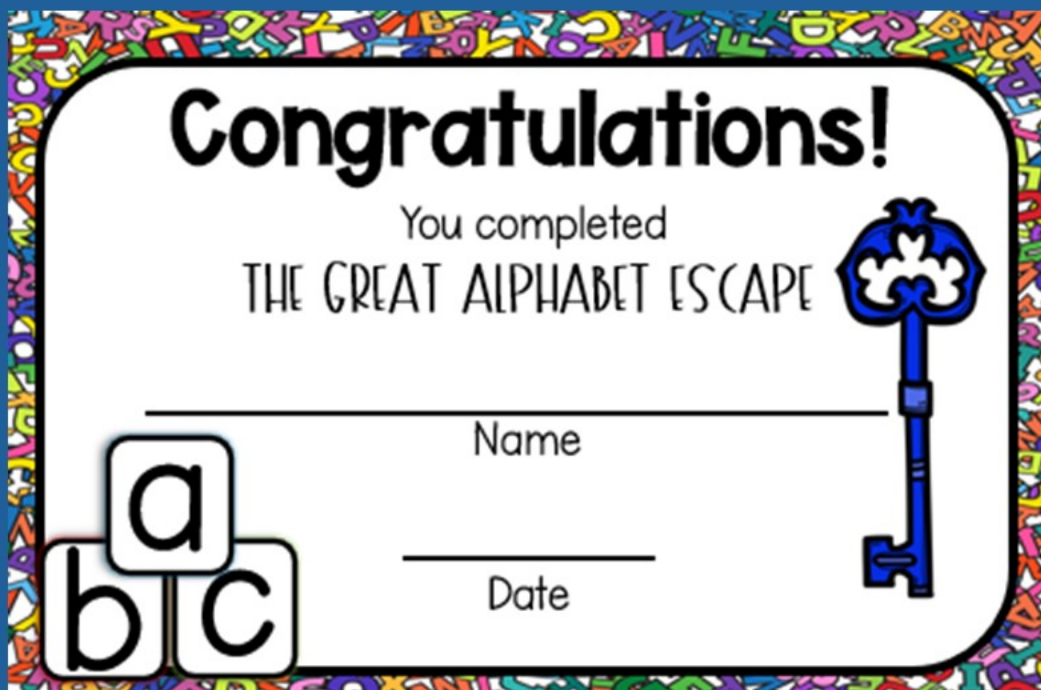 Congratulations!
You completed
THE GREAT ALPHABET ESCAPE
Name
a
b c
Date